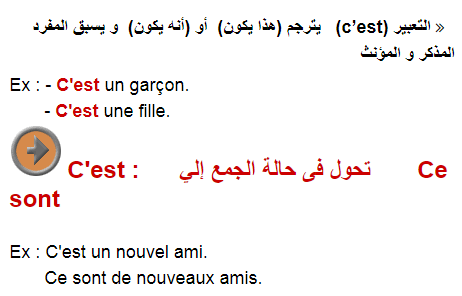 » التعبير (c'est) يترجم (هذا يكون) أو (أنه يكون) و يسبق المفرد
المذكر و المؤنث
Ex : - C'est un garçon.
- C'est une fille.
C'est : تحول فى حالة الجمع إلي Ce
sont
Ex : C'est un nouvel ami.
Ce sont de nouveaux amis.